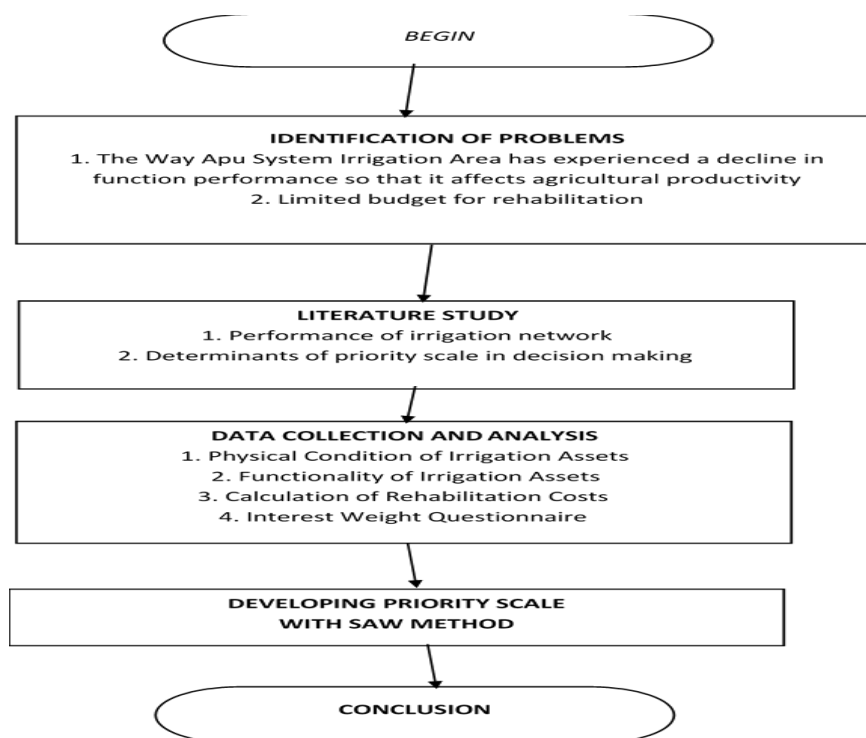 BEGIN
IDENTIFICATION OF PROBLEMS
1. The Way Apu System Irrigation Area has experienced a decline in
function performance so that it affects agricultural productivity
2. Limited budget for rehabilitation
LITERATURE STUDY
1. Performance of irrigation network
2. Determinants of priority scale in decision making
DATA COLLECTION AND ANALYSIS
1. Physical Condition of Irrigation Assets
2. Functionality of Irrigation Assets
3. Calculation of Rehabilitation Costs
4. Interest Weight Questionnaire
DEVELOPING PRIORITY SCALE
WITH SAW METHOD
CONCLUSION